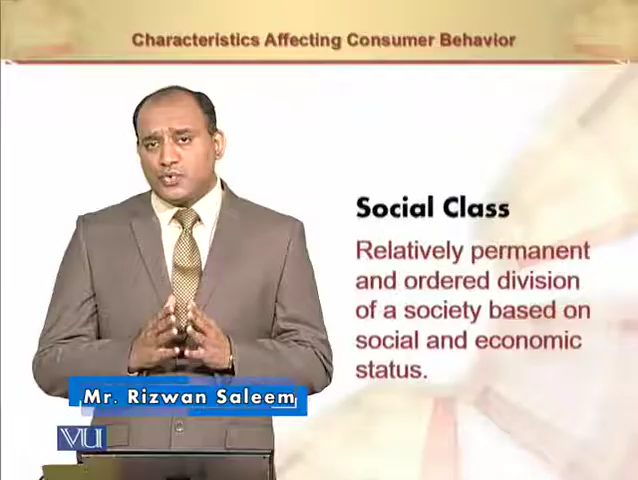 Characteristics Affecting Consumer Behavior
Social Class
Relatively permanent
and ordered division
of a society based on
social and economic
status.
Mr. Rizwan Saleem
VU